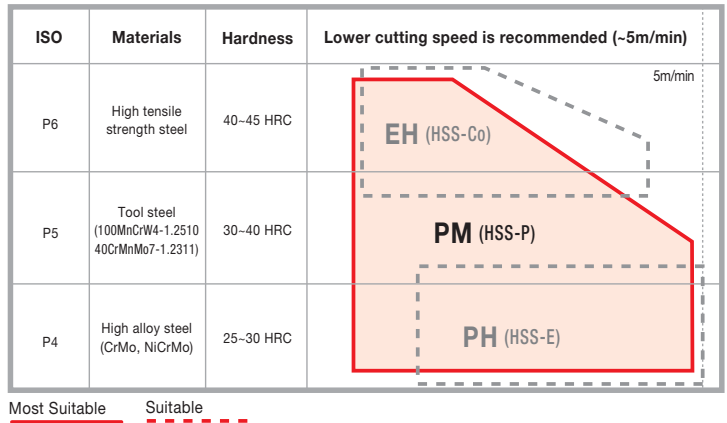 ISO Materials Hardness Lower cutting speed is recommended (~5m/min)
5m/min
P6
High tensile
strength steel
40~45 HRC
EH (HSS-Co)
P5
Tool steel
(100MnCrW4-1.2510
40CrMnMo7-1.2311)
30~40 HRC
PM (HSS-P)
P4
High alloy steel
(CrMo, NiCrMo)
25~30 HRC
PH (HSS-E)
Most Suitable Suitable